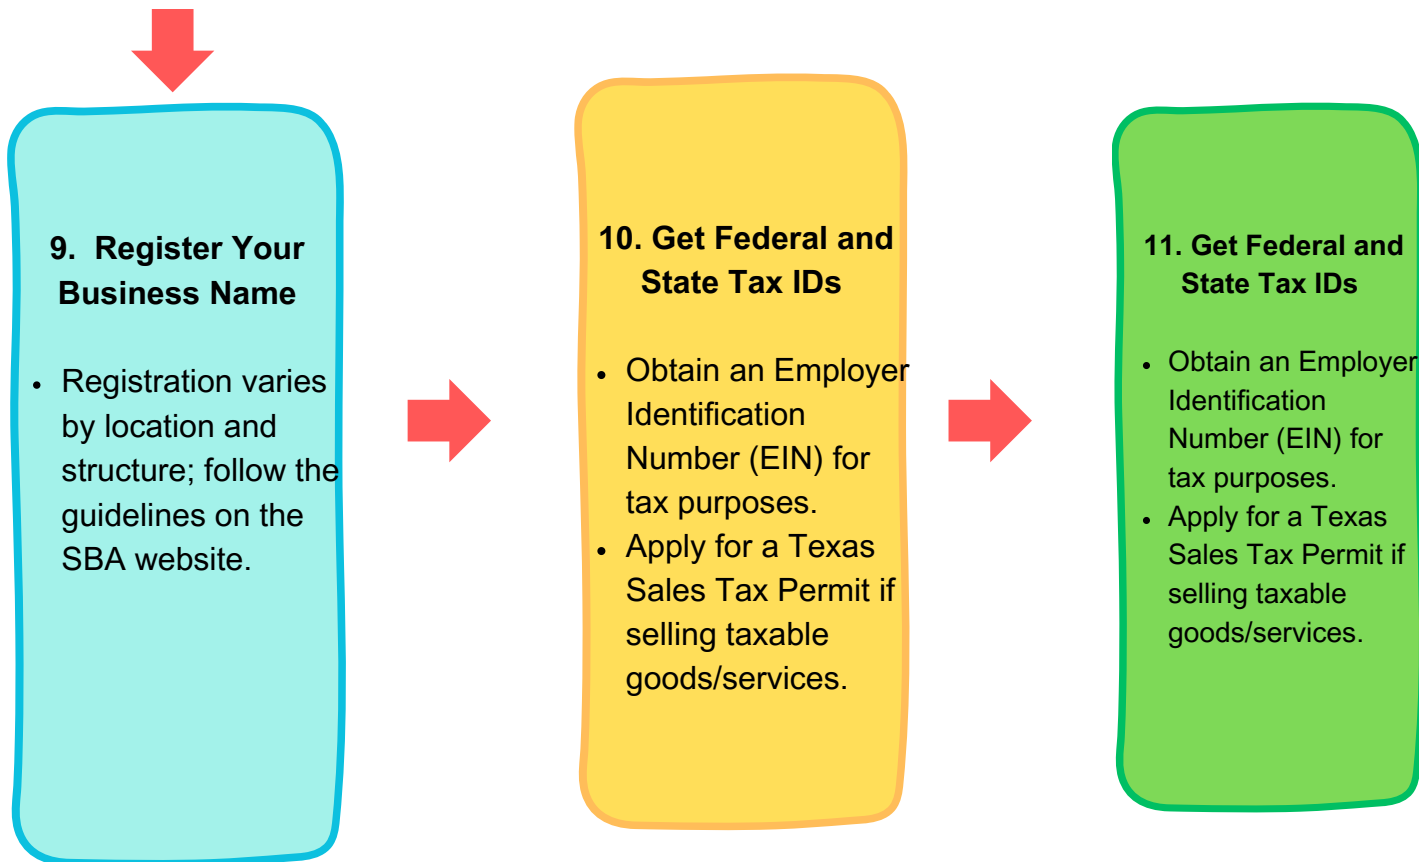 9. Register Your
Business Name
• Registration varies
by location and
structure; follow the
guidelines on the
SBA website.
10. Get Federal and
State Tax IDs
• Obtain an Employer
Identification
Number (EIN) for
tax purposes.
• Apply for a Texas
Sales Tax Permit if
selling taxable
goods/services.
11. Get Federal and
State Tax IDs
• Obtain an Employer
Identification
Number (EIN) for
tax purposes.
• Apply for a Texas
Sales Tax Permit if
selling taxable
goods/services.